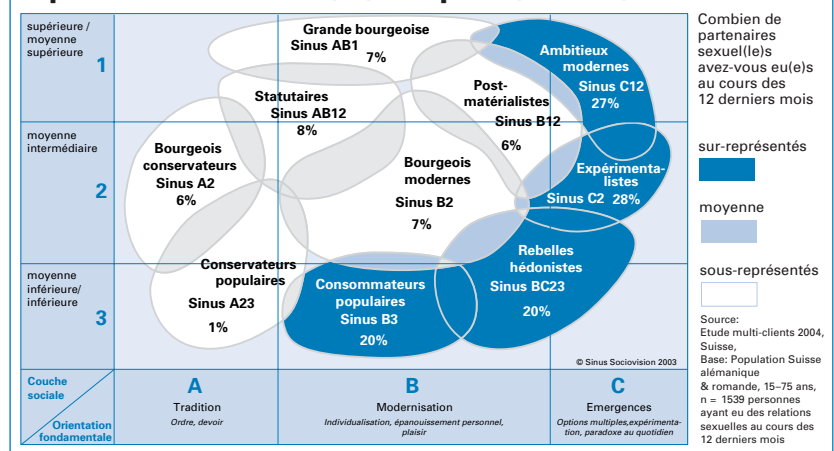 supérieure /
moyenne
supérieure
1
moyenne
intermédiaire
2
moyenne
inférieure/
inférieure
3
Grande bourgeoise
Sinus AB1
7%
Ambitieux
modernes
Sinus C12
27%
Statutaires
Sinus AB12
8%
Post-
matérialistes
Sinus B12
6%
Bourgeois
conservateurs
Sinus A2
6%
Bourgeois
modernes
Sinus B2
7%
Expérimenta-
listes
Sinus C2 28%
Conservateurs
populaires
Sinus A23
1%
Consommateurs
populaires
Sinus B3
20%
Rebelles
hédonistes
Sinus BC23
20%
© Sinus Sociovision 2003
Couche
sociale
Orientation
fondamentale
A
Tradition
Ordre, devoir
B
Modernisation
Individualisation, épanouissement personnel,
plaisir
C
Emergences
Options multiples,expérimenta-
tion, paradoxe au quotidien
Combien de
partenaires
sexuel(le)s
avez-vous eu(e)s
au cours des
12 derniers mois
sur-représentés
moyenne
sous-représentés
Source:
Etude multi-clients 2004,
Suisse,
Base: Population Suisse
alémanique
& romande, 15–75 ans,
n = 1539 personnes
ayant eu des relations
sexuelles au cours des
12 derniers mois